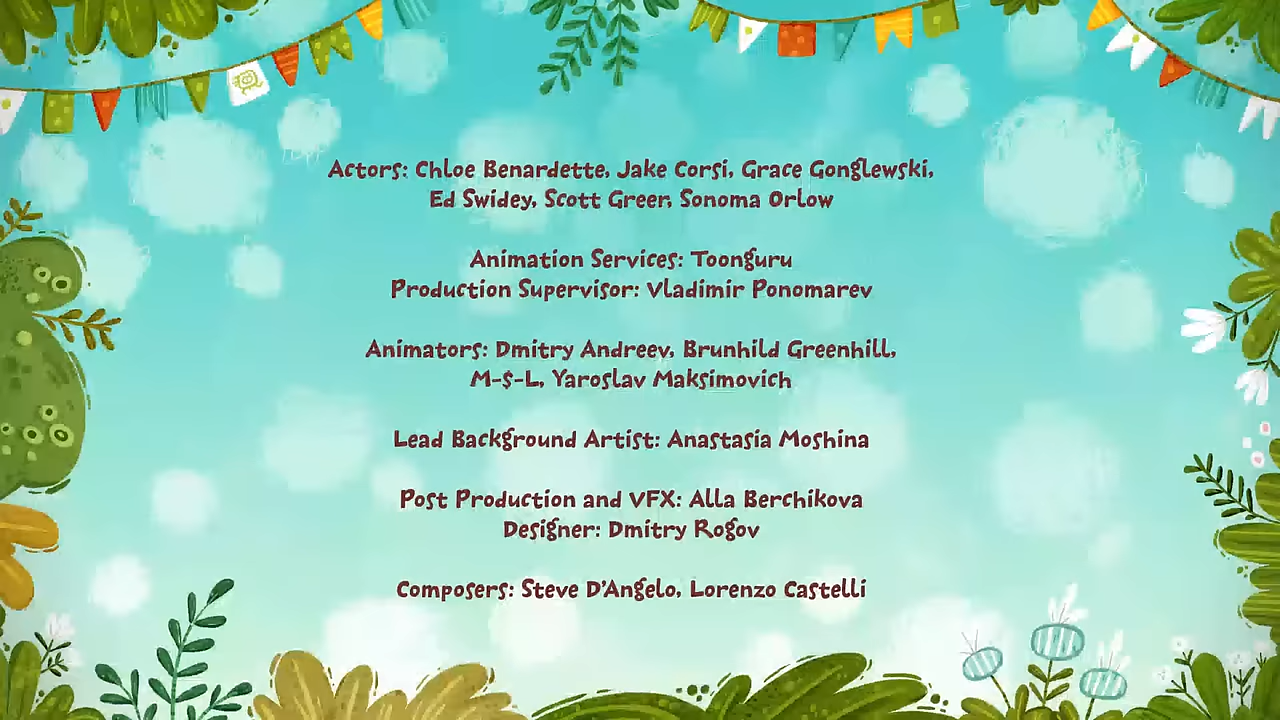 Actors: Chloe Benardette, Jake Corsi, Grace Gonglewski,
Ed Swidey, Scott Greer, Sonoma Orlow
Animation Services: Toonguru
Production Supervisor: Vladimir Ponomarev
Animators: Dmitry Andreev, Brunhild Greenhill,
M-$-L, Yaroslav Maksimovich
Lead Background Artist: Anastasia Moshina
Post Production and VFX: Alla Berchikova
Designer: Dmitry Rogov
Composers: Steve D'Angelo, Lorenzo Castelli